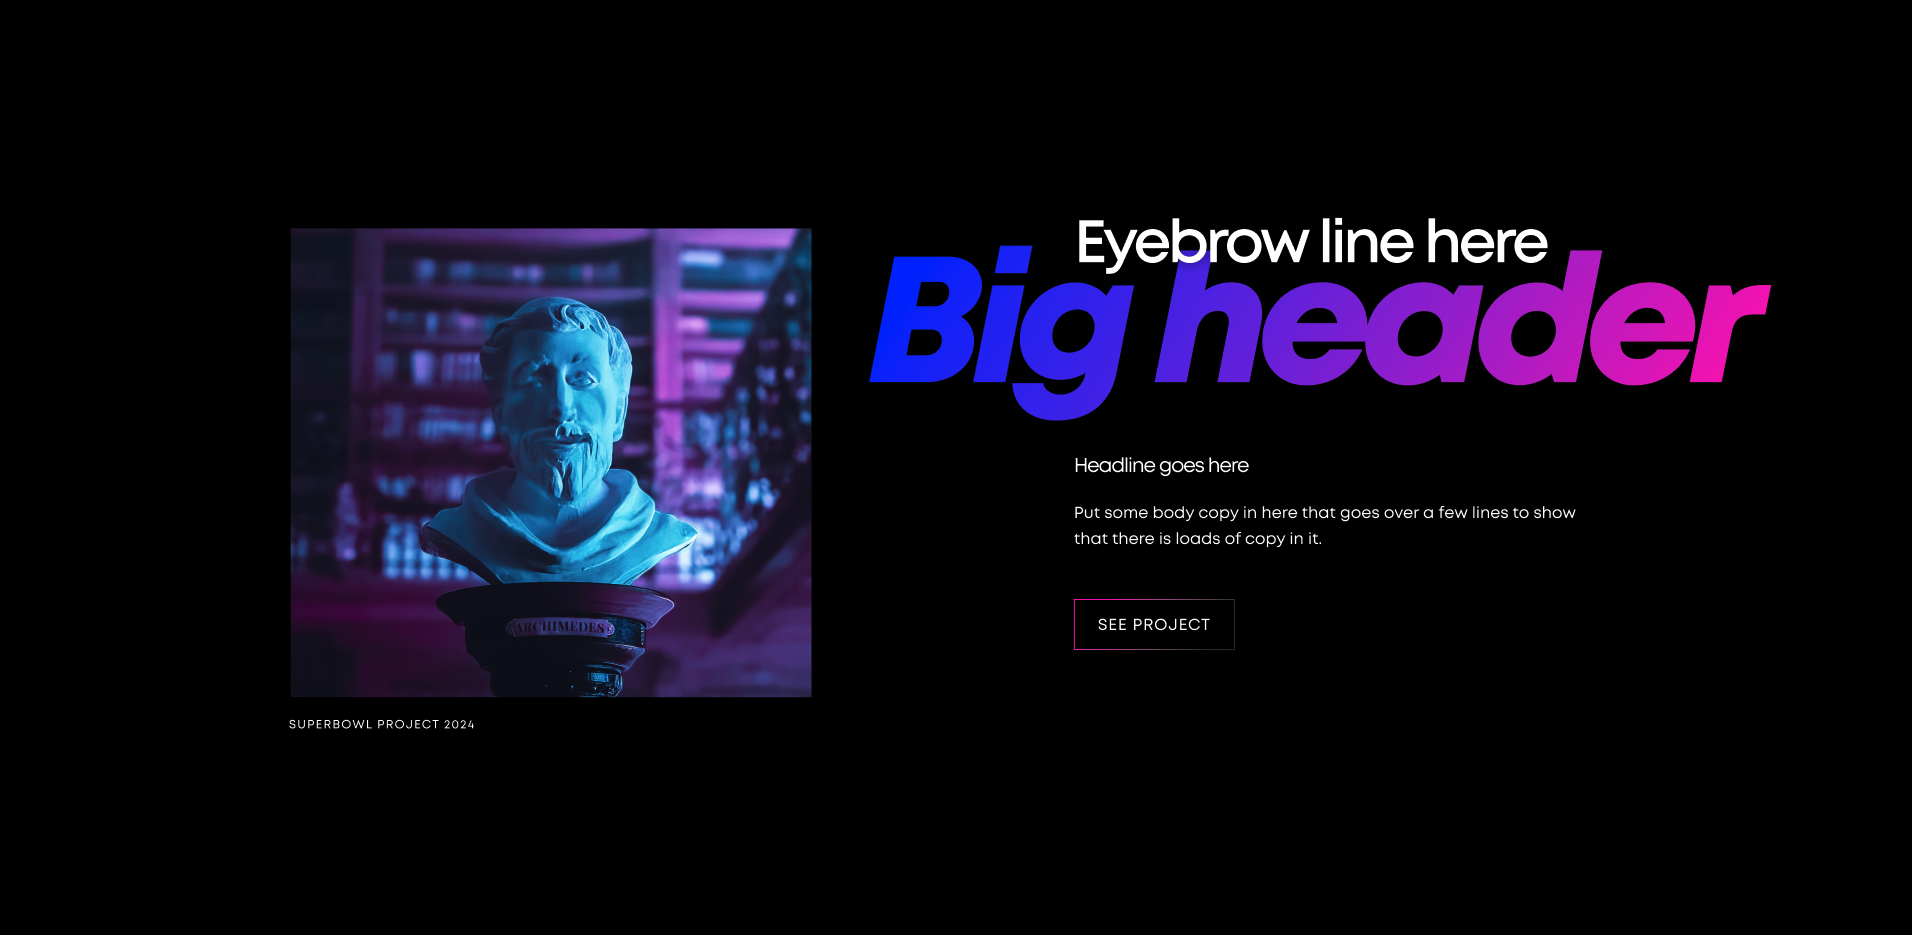 Eyebrow line here
Big header
Headline goes here
Put some body copy in here that goes over a few lines to show
that there is loads of copy in it.
SEE PROJECT
ARCHIMEDES
SUPERBOWL PROJECT 2024